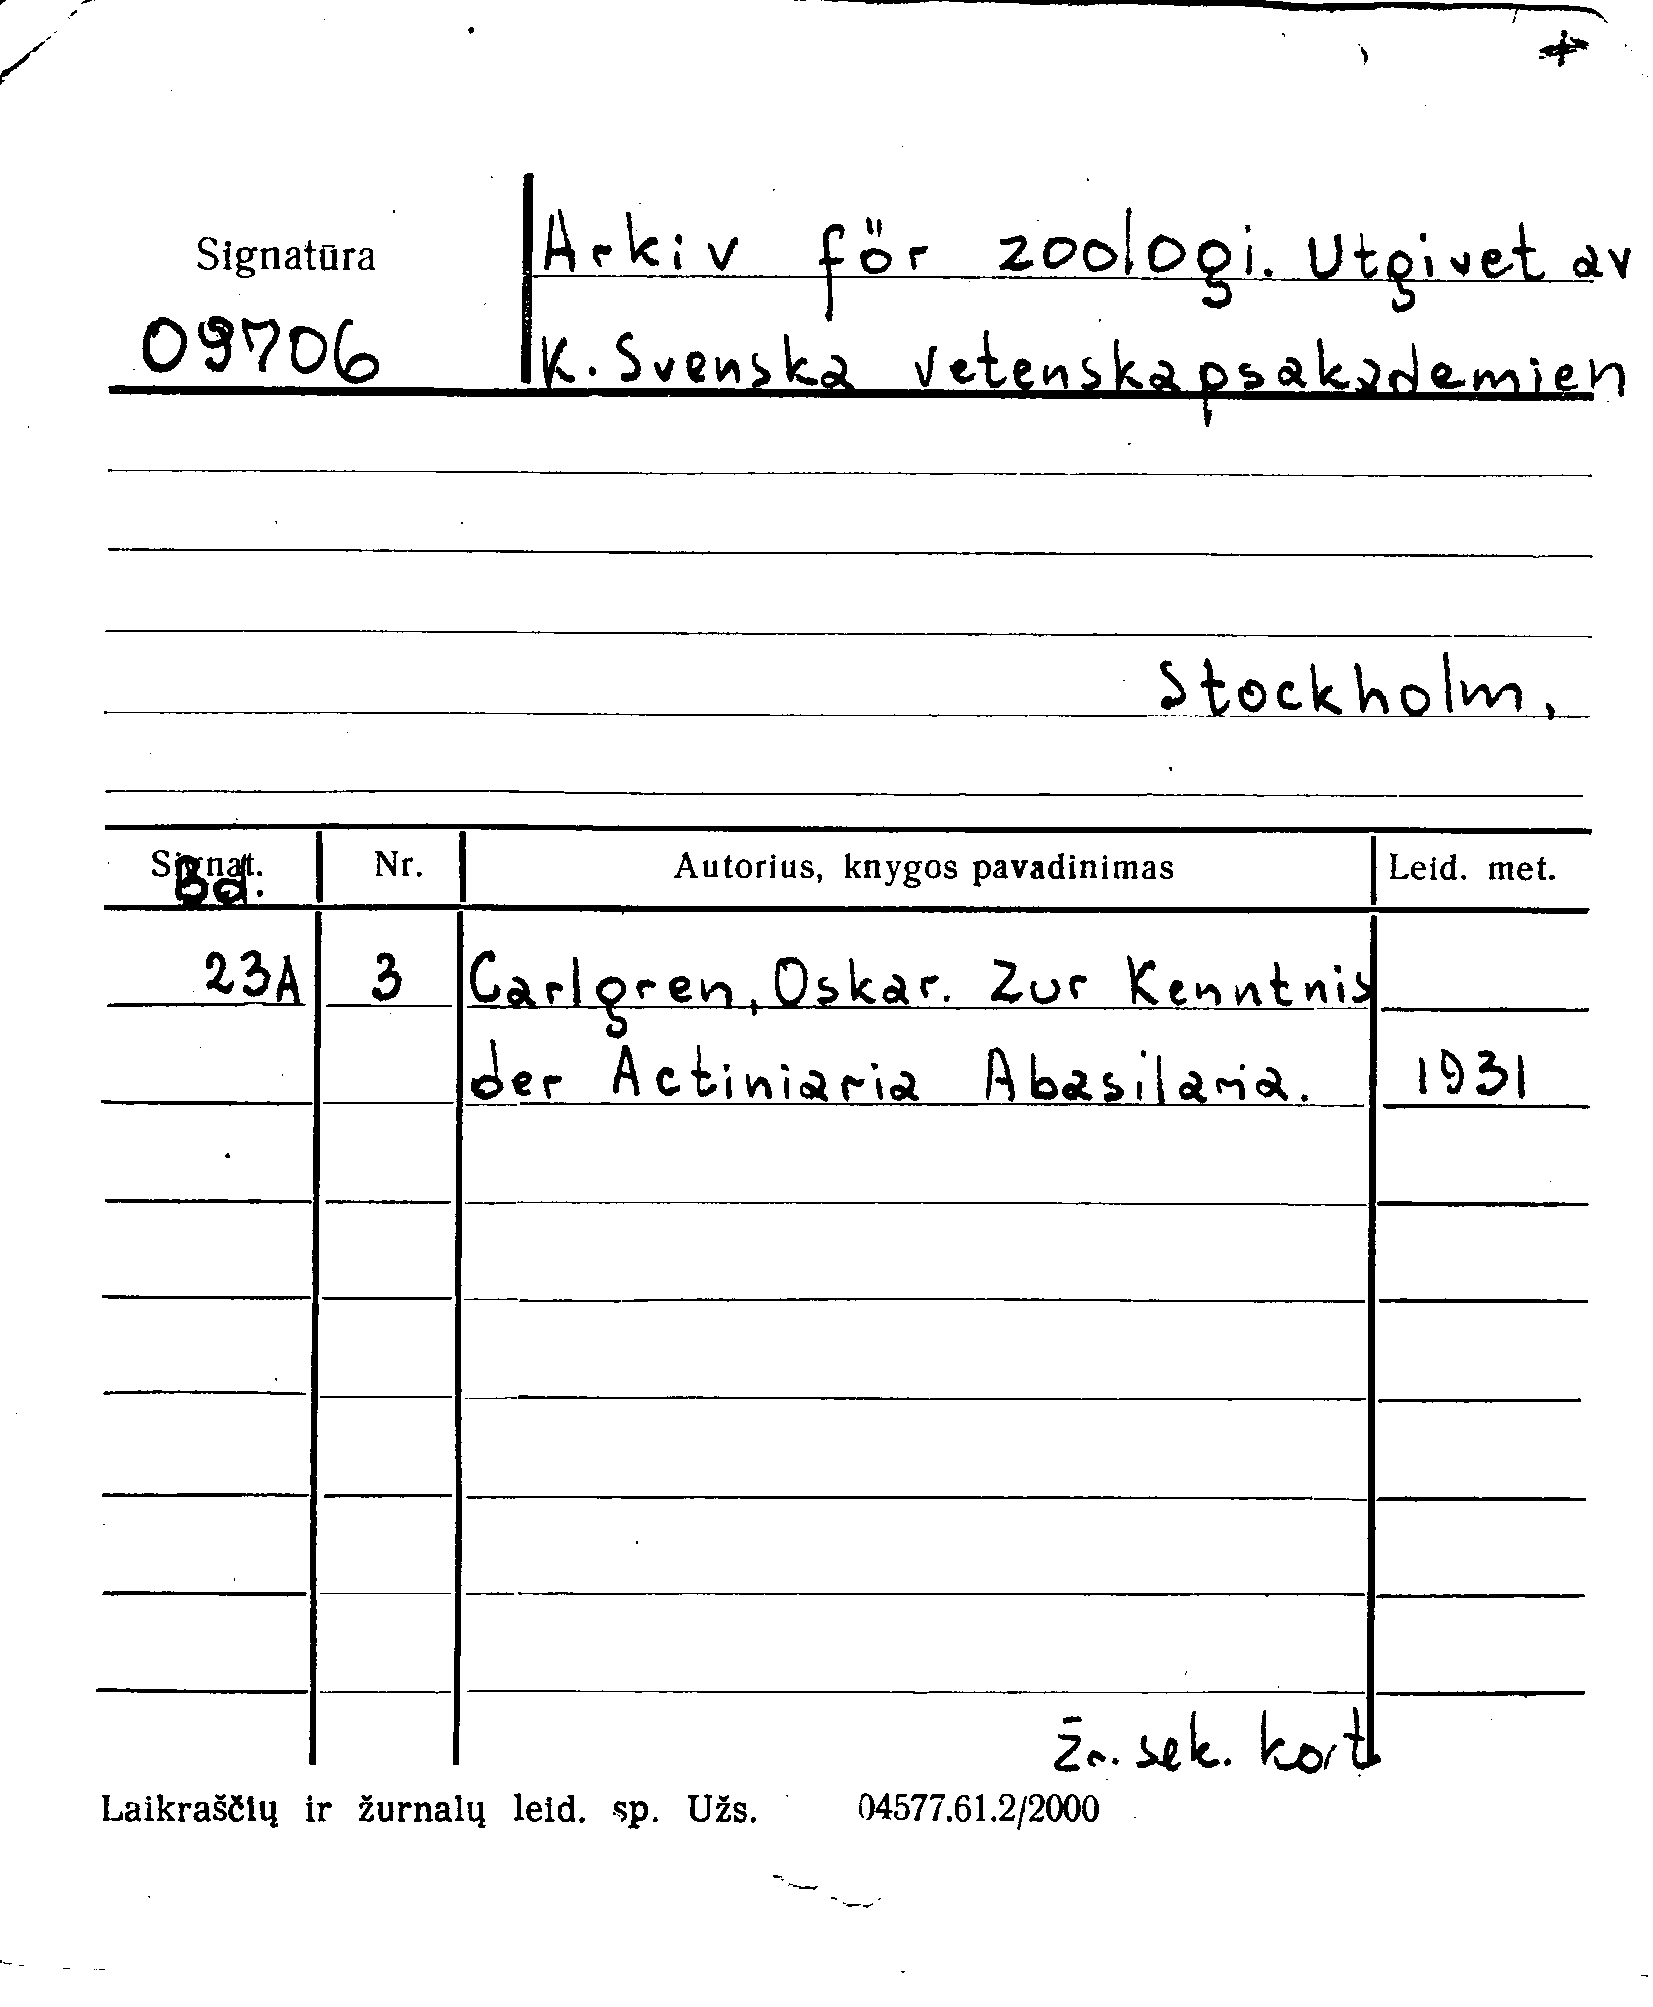 Signatūra
Arkiv för zoologi. Utgivet av
09706
K. Svenska vetenskapsakademien
Stockholm,
Signat. Nr. Autorius, knygos pavadinimas Leid. met.
Bd.
23A 3 Carlgren, Oskar. Zur Kenntnis
der Actiniaria Abasilaria. 1931
Žr. sek. kort
Laikraščių ir žurnalų leid. sp. Užs. 04577.61.2/2000